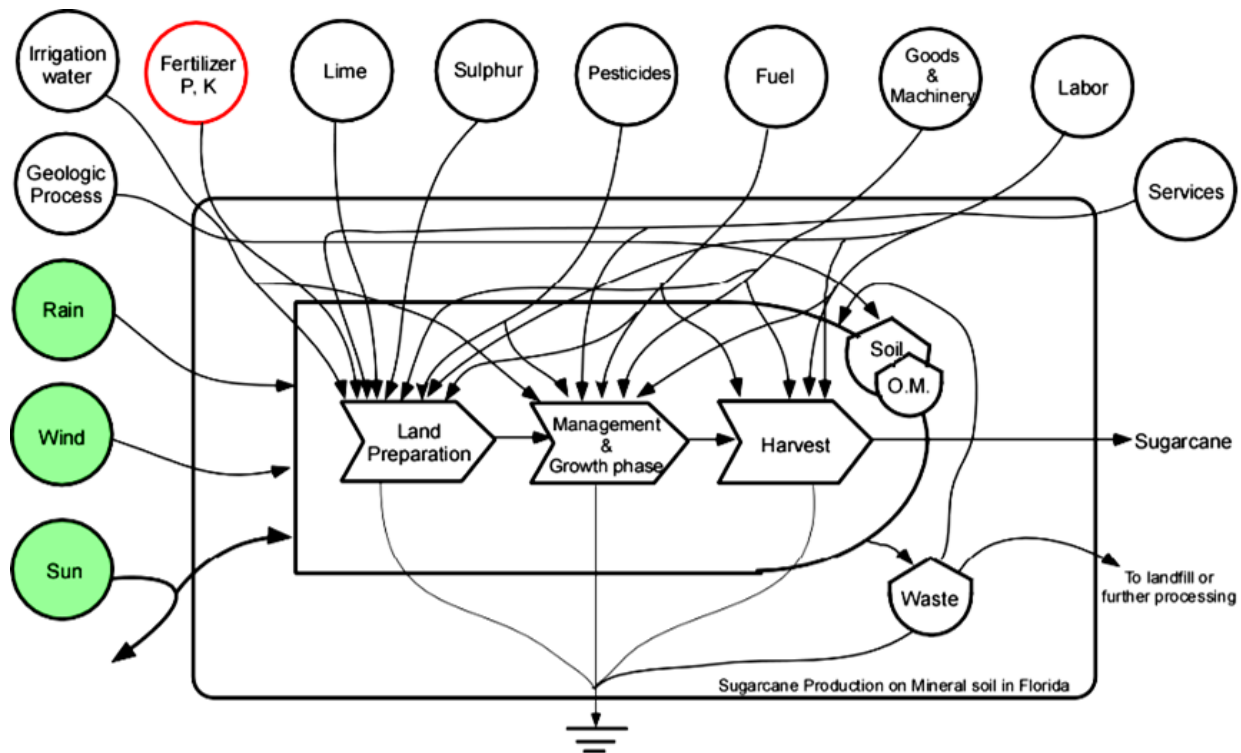 Irrigation
water
Fertilizer
P, K
Lime
Sulphur
Pesticides
Fuel
Goods
&
Machinery
Labor
Geologic
Process
Services
Rain
Wind
Sun
Soil
O.M.
Land
Preparation
Management
&
Growth phase
Harvest
Sugarcane
Waste
To landfill or
further processing
Sugarcane Production on Mineral soil in Florida